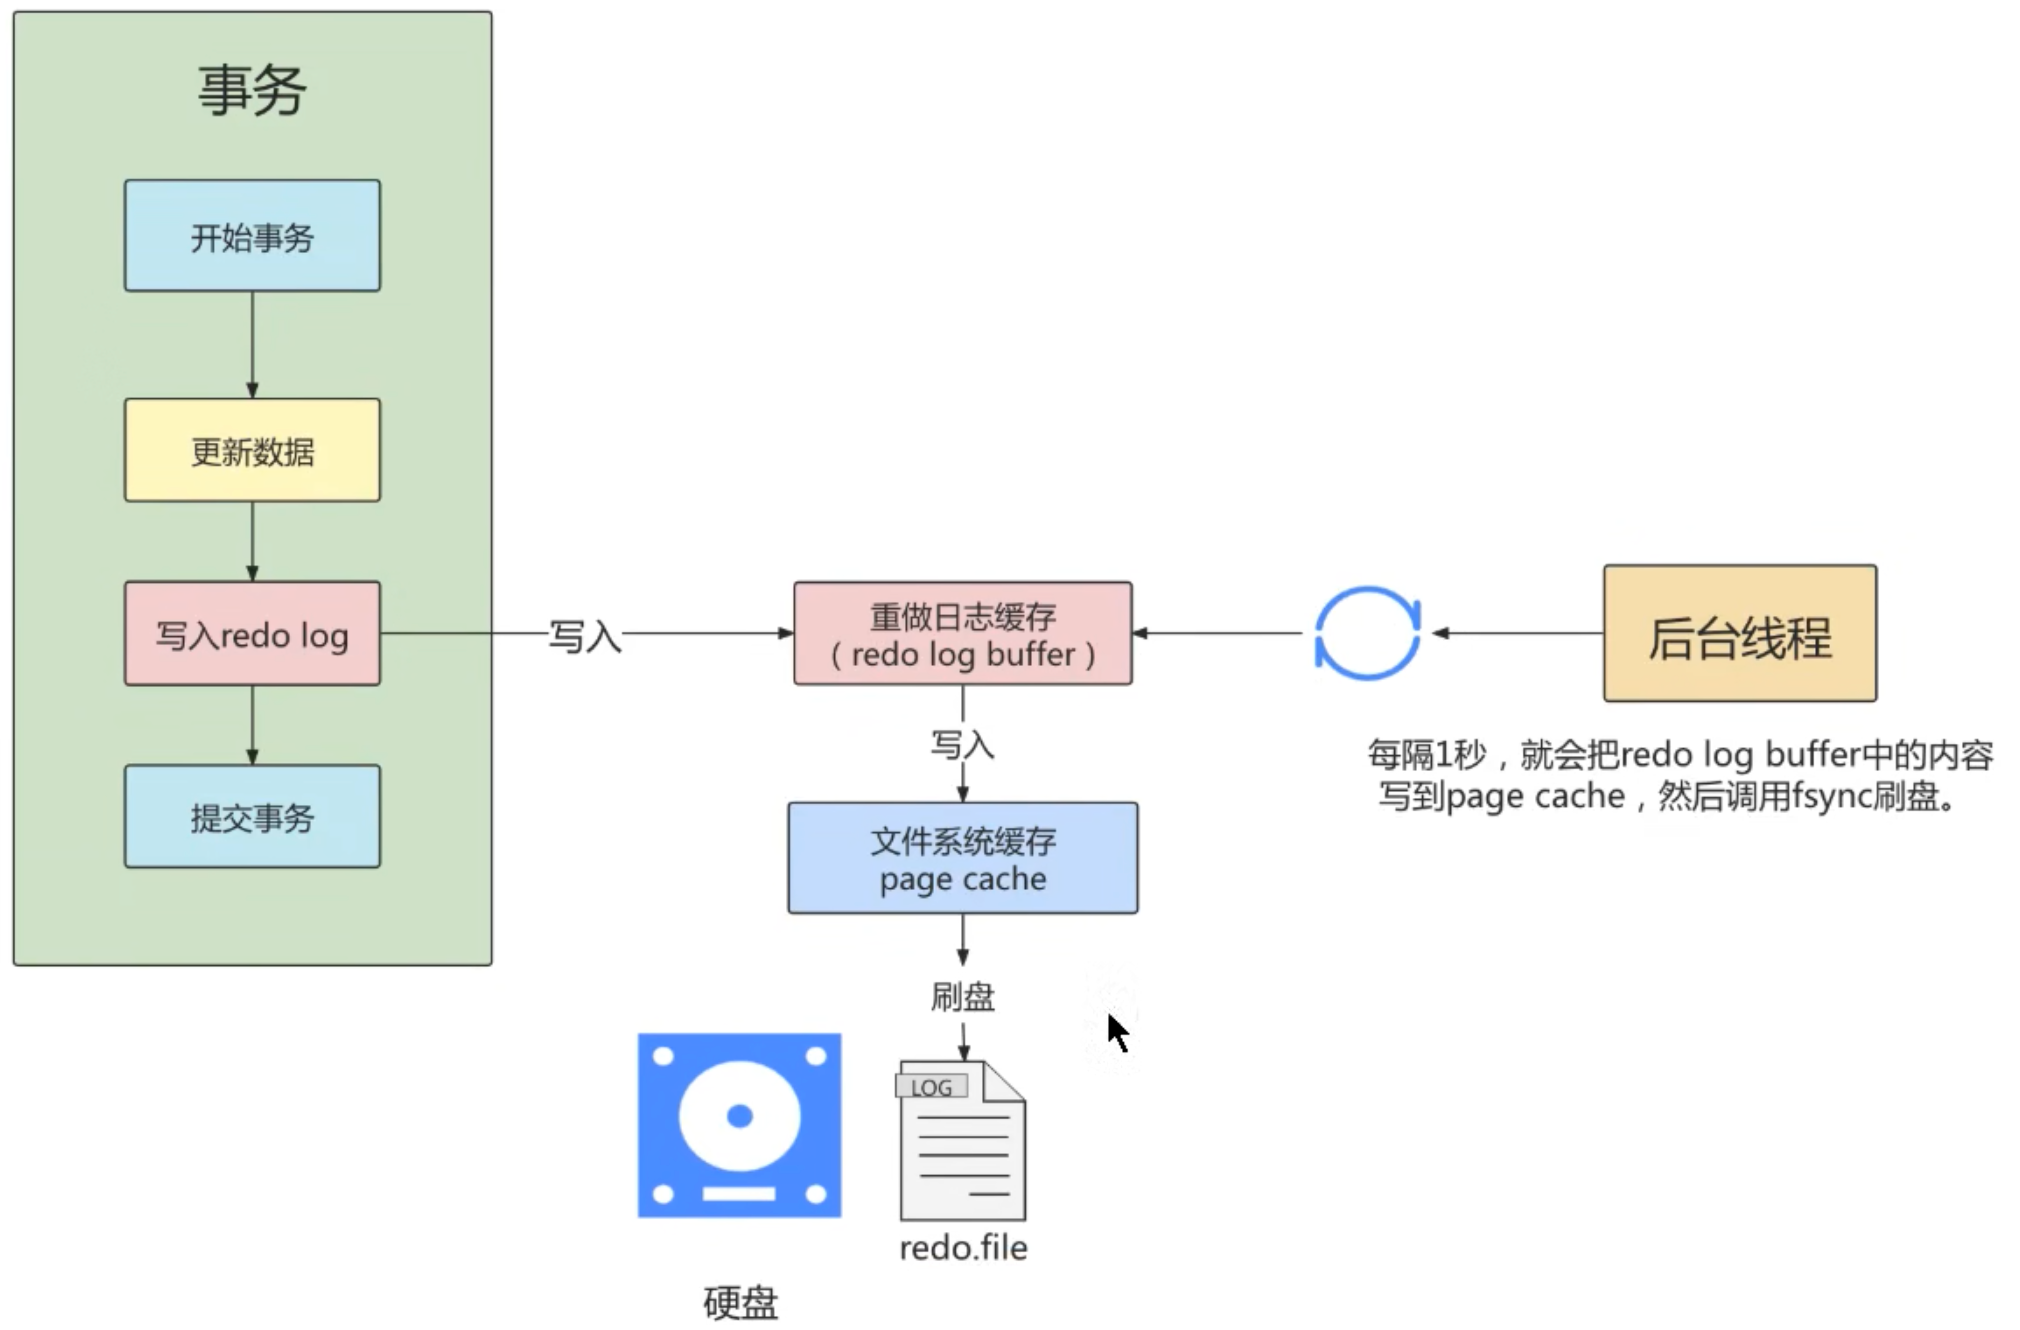 事务
开始事务
更新数据
写入redo log
提交事务
写入
重做日志缓存
（redo log buffer）
写入
文件系统缓存
page cache
刷盘
LOG
redo.file
硬盘
后台线程
每隔1秒，就会把redo log buffer中的内容
写到page cache，然后调用fsync刷盘。